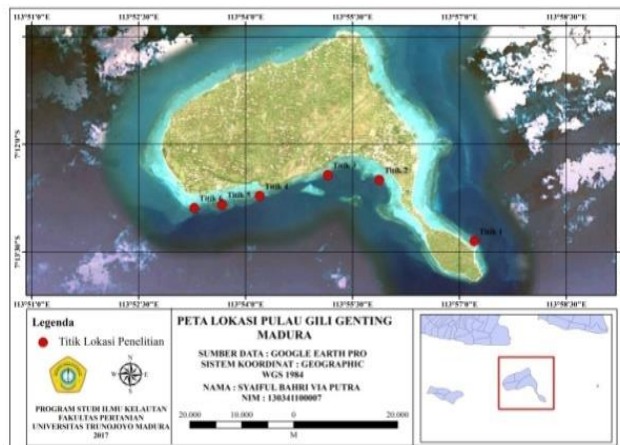 113°51'0"E 113°52'30"E 113°54'0"E 113°55'30"E 113°57'0"E 113°58'30"E
7°12'0"S
7°13'30"S
Titik 1
Titik 2
Titik 3
Titik 4
Titik 5
Titik 6
113°51'0"E 113°52'30"E 113°54'0"E 113°55'30"E 113°57'0"E 113°58'30"E
Legenda
Titik Lokasi Penelitian
N
W E
S
PROGRAM STUDI ILMU KELAUTAN
FAKULTAS PERTANIAN
UNIVERSITAS TRUNOJOYO MADURA
2017
PETA LOKASI PULAU GILI GENTING
MADURA
SUMBER DATA : GOOGLE EARTH PRO
SISTEM KOORDINAT : GEOGRAPHIC
WGS 1984
NAMA : SYAIFUL BAHRI VIA PUTRA
NIM : 130341100007
20.000 0 20.000
M